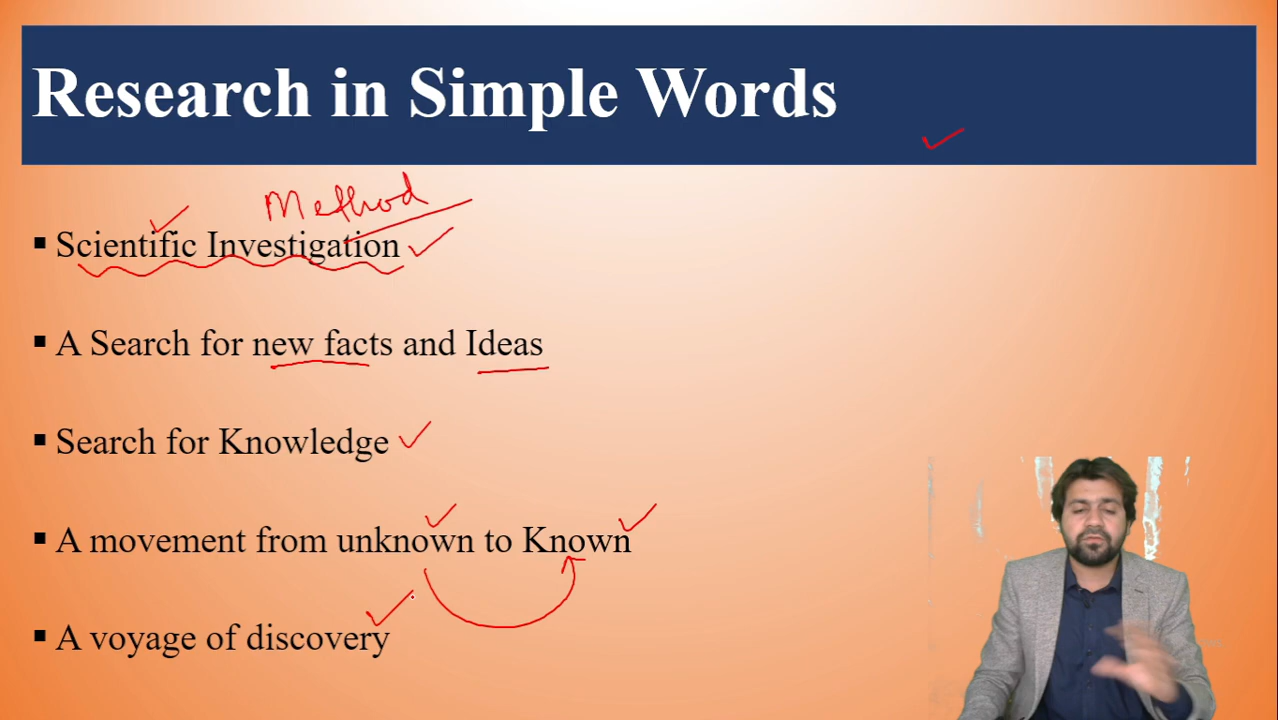 Research in Simple Words
Method
▪ Scientific Investigation
▪ A Search for new facts and Ideas
▪ Search for Knowledge
▪ A movement from unknown to Known
▪ A voyage of discovery